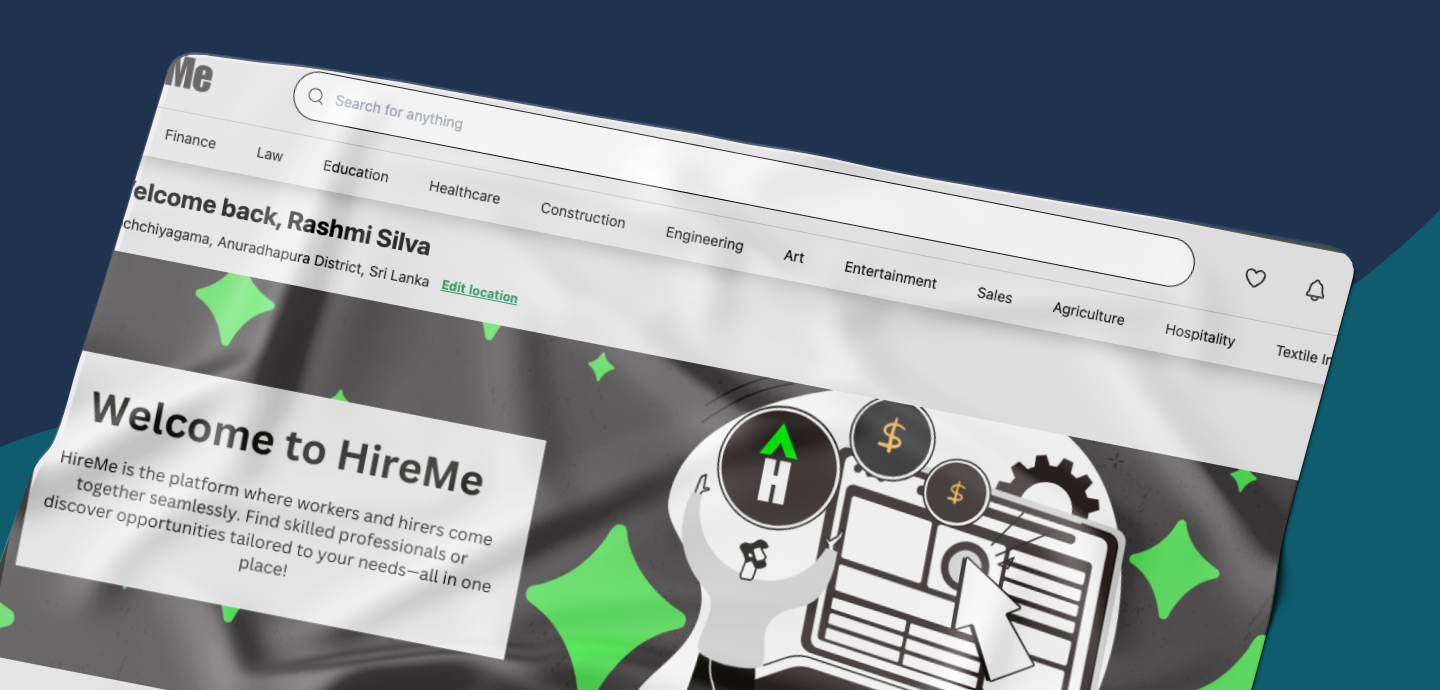 Me
Search for anything
Finance Law Education Healthcare Construction Engineering Art Entertainment Sales Agriculture Hospitality Textile In
elcome back, Rashmi Silva
chchiyagama, Anuradhapura District, Sri Lanka Edit location
Welcome to HireMe
HireMe is the platform where workers and hirers come
together seamlessly. Find skilled professionals or
discover opportunities tailored to your needs—all in one
place!
H
$
$